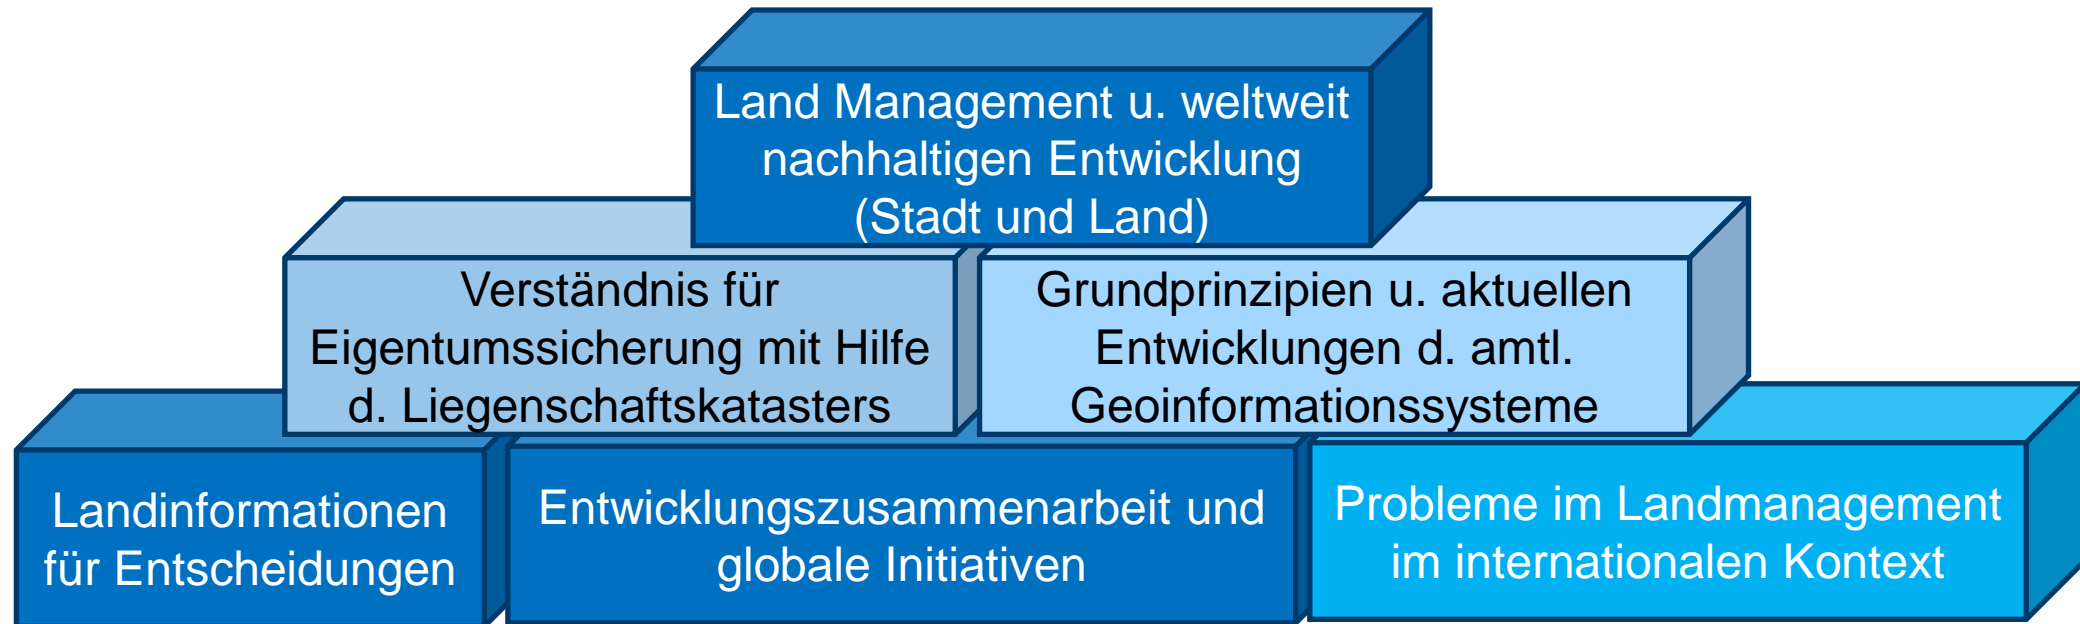 Land Management u. weltweit
nachhaltigen Entwicklung
(Stadt und Land)
Verständnis für
Eigentumssicherung mit Hilfe
d. Liegenschaftskatasters
Grundprinzipien u. aktuellen
Entwicklungen d. amtl.
Geoinformationssysteme
Landinformationen
für Entscheidungen
Entwicklungszusammenarbeit und
globale Initiativen
Probleme im Landmanagement
im internationalen Kontext